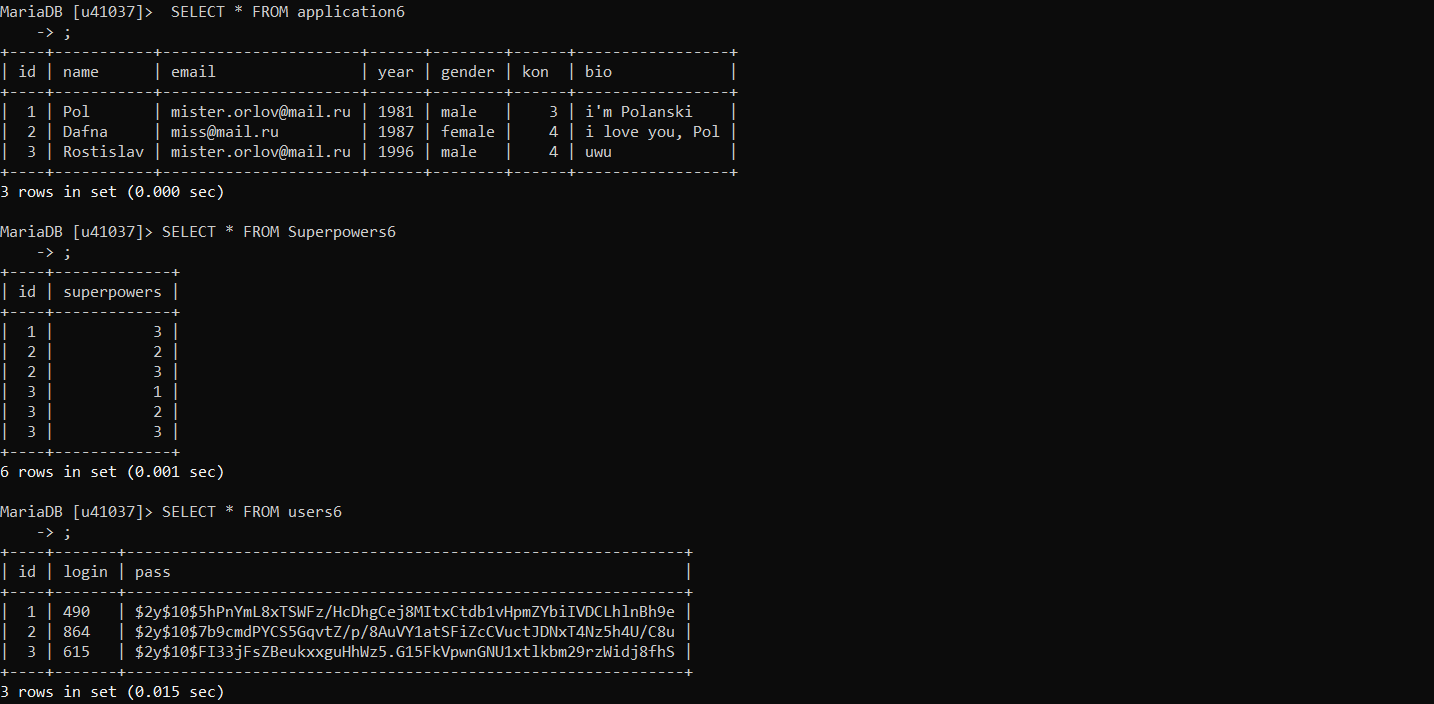 MariaDB [u41037]>  SELECT * FROM application6
    -> ;
+----+-----------+----------------------+------+--------+------+-----------------+
| id | name      | email                | year | gender | kon  | bio             |
+----+-----------+----------------------+------+--------+------+-----------------+
|  1 | Pol       | mister.orlov@mail.ru | 1981 | male   |    3 | i'm Polanski    |
|  2 | Dafna     | miss@mail.ru         | 1987 | female |    4 | i love you, Pol |
|  3 | Rostislav | mister.orlov@mail.ru | 1996 | male   |    4 | uwu             |
+----+-----------+----------------------+------+--------+------+-----------------+
3 rows in set (0.000 sec)

MariaDB [u41037]> SELECT * FROM Superpowers6
    -> ;
+----+-------------+
| id | superpowers |
+----+-------------+
|  1 |           3 |
|  2 |           2 |
|  2 |           3 |
|  3 |           1 |
|  3 |           2 |
|  3 |           3 |
+----+-------------+
6 rows in set (0.001 sec)

MariaDB [u41037]> SELECT * FROM users6
    -> ;
+----+-------+--------------------------------------------------------------+
| id | login | pass                                                         |
+----+-------+--------------------------------------------------------------+
|  1 | 490   | $2y$10$5hPnYmL8xTSWFz/HcDhgCej8MItxCtdb1vHpmZYbiIVDCLhlnBh9e |
|  2 | 864   | $2y$10$7b9cmdPYCS5GqvtZ/p/8AuVY1atSFiZcCVuctJDNxT4Nz5h4U/C8u |
|  3 | 615   | $2y$10$FI33jFsZBeukxxguHhWz5.G15FkVpwnGNU1xtlkbm29rzWidj8fhS |
+----+-------+--------------------------------------------------------------+
3 rows in set (0.015 sec)